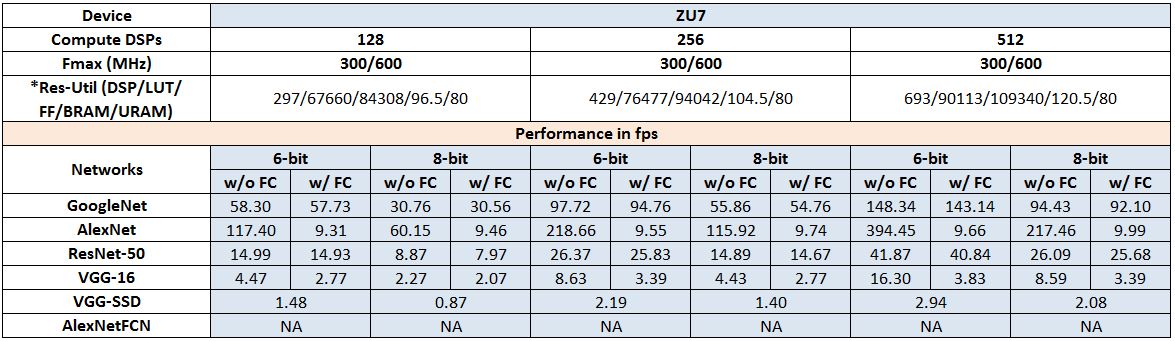 Device ZU7
Compute DSPs 128 256 512
Fmax (MHz) 300/600 300/600 300/600
*Res-Util (DSP/LUT/
FF/BRAM/URAM) 297/67660/84308/96.5/80 429/76477/94042/104.5/80 693/90113/109340/120.5/80
Performance in fps
Networks 6-bit 8-bit 6-bit 8-bit 6-bit 8-bit
w/o FC w/ FC w/o FC w/ FC w/o FC w/ FC w/o FC w/ FC w/o FC w/ FC w/o FC w/ FC
GoogleNet 58.30 57.73 30.76 30.56 97.72 94.76 55.86 54.76 148.34 143.14 94.43 92.10
AlexNet 117.40 9.31 60.15 9.46 218.66 9.55 115.92 9.74 394.45 9.66 217.46 9.99
ResNet-50 14.99 14.93 8.87 7.97 26.37 25.83 14.89 14.67 41.87 40.84 26.09 25.68
VGG-16 4.47 2.77 2.27 2.07 8.63 3.39 4.43 2.77 16.30 3.83 8.59 3.39
VGG-SSD 1.48 0.87 2.19 1.40 2.94 2.08
AlexNetFCN NA NA NA NA NA NA